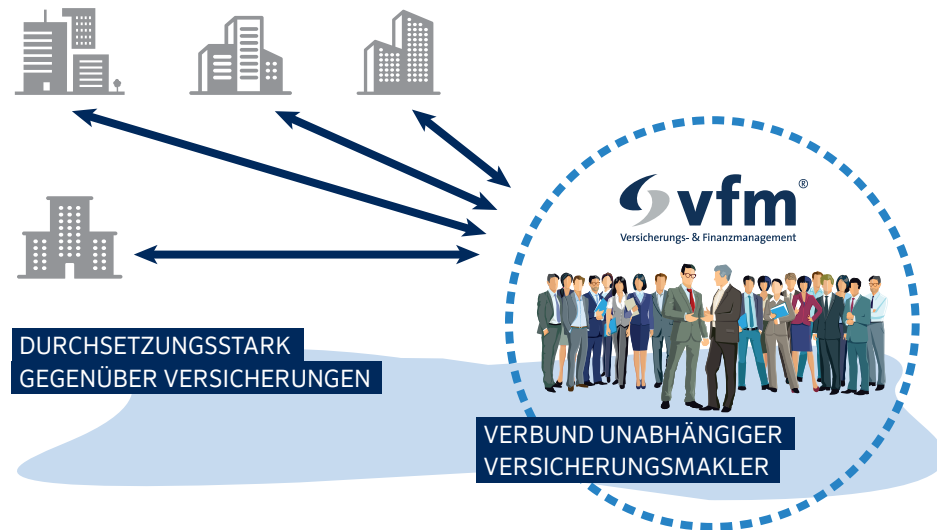 vfm®
Versicherungs- & Finanzmanagement
DURCHSETZUNGSSTARK
GEGENÜBER VERSICHERUNGEN
VERBUND UNABHÄNGIGER
VERSICHERUNGSMAKLER